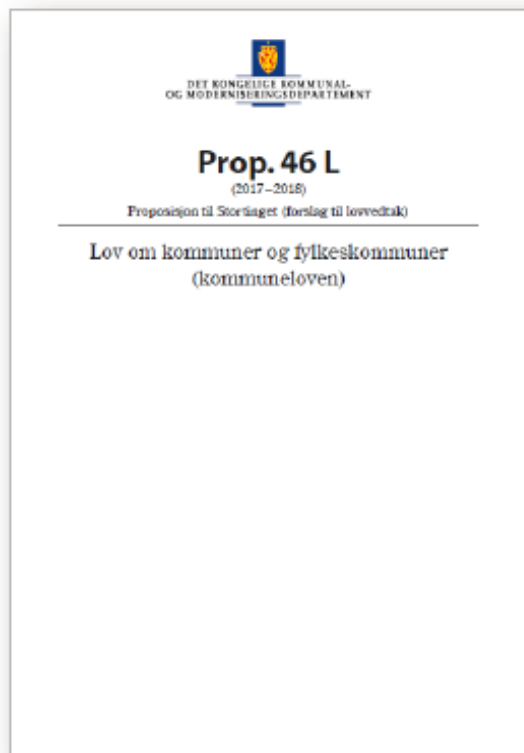 DET KONGELIGE KOMMUNAL-
OG MODERNISERINGSDEPARTEMENT
Prop. 46 L
(2017–2018)
Proposisjon til Stortinget (forslag til lovvedtak)
Lov om kommuner og fylkeskommuner
(kommuneloven)